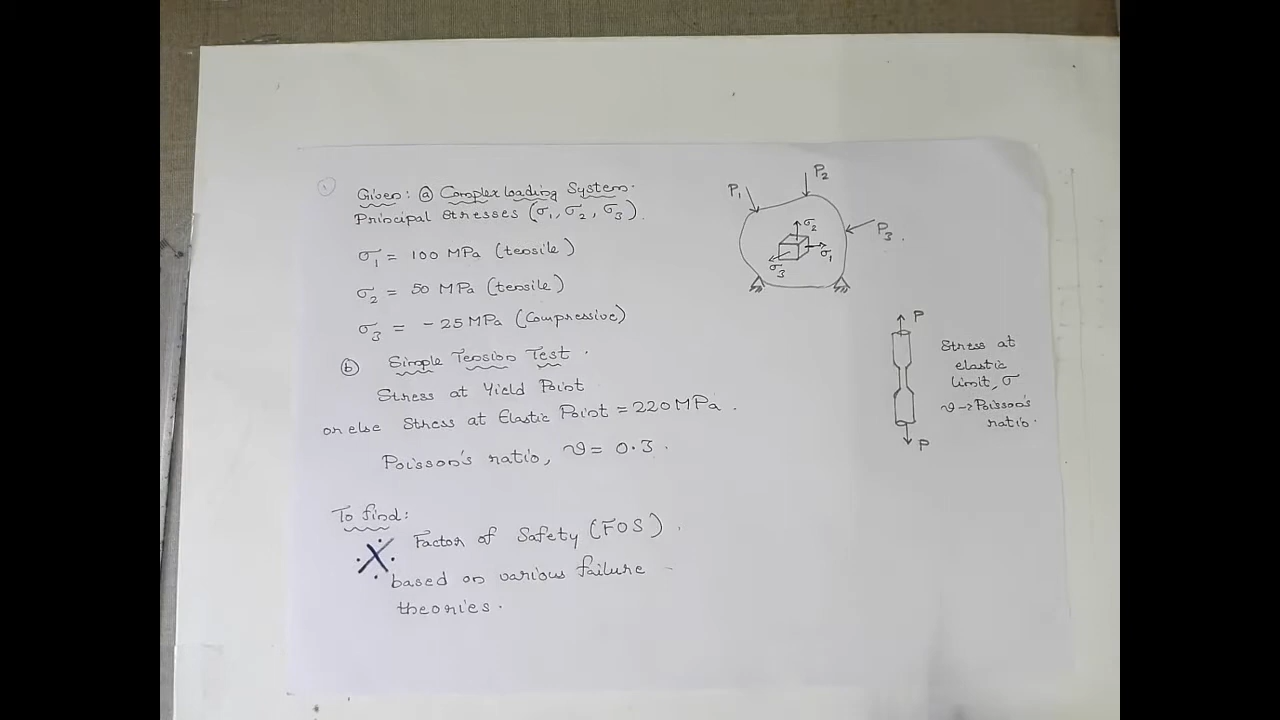 ①
Given: ⓐ Complex loading System.
Principal stresses (σ₁, σ₂, σ₃).
σ₁ = 100 MPa (tensile)
σ₂ = 50 MPa (tensile)
σ₃ = -25 MPa (Compressive)
ⓑ Simple Tension Test.
Stress at Yield Point
or else Stress at Elastic Point = 220 MPa.
Poisson's ratio, ϑ = 0.3.
To find:
Factor of Safety (FOS).
based on various failure
theories.
P₁
P₂
P₃
σ₂
σ₁
σ₃
P
Stress at
elastic
limit, σ
ϑ → Poisson's
ratio.
P